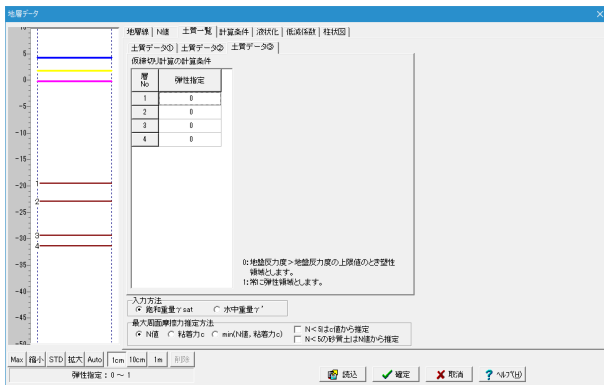 地層データ
地層線 N値 土質一覧 計算条件 液状化 低減係数 柱状図
土質データ① 土質データ② 土質データ③
仮締切り計算の計算条件
層No 弾性指定
1 0
2 0
3 0
4 0
10
5
0
-5
-10
-15
-20
-25
-30
-35
-40
-45
-50
1
2
3
4
0:地盤反力度>地盤反力度の上限値のとき塑性
領域とします。
1:常に弾性領域とします。
入力方法
飽和重量γsat 水中重量γ'
最大周面摩擦力推定方法
N値 粘着力c min(N値,粘着力c)
N<5はc値から推定
N<5の砂質土はN値から推定
Max 縮小 STD 拡大 Auto 1cm 10cm 1m 削除
弾性指定:0~1
読込 確定 取消 ? ヘルプ(H)